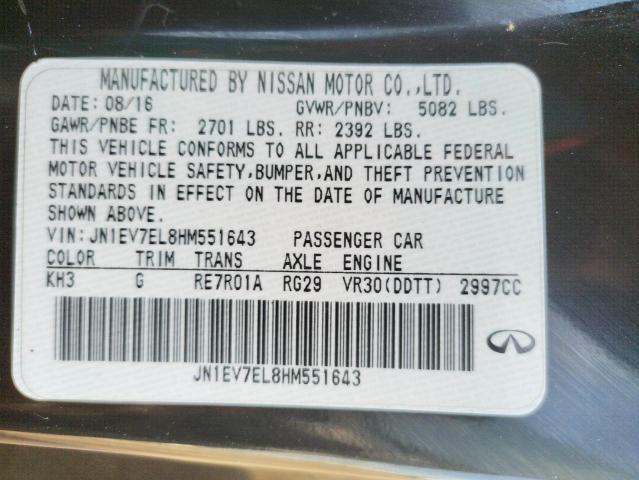 MANUFACTURED BY NISSAN MOTOR CO.,LTD.
DATE: 08/16 GVWR/PNBV: 5082 LBS.
GAWR/PNBE FR: 2701 LBS. RR: 2392 LBS.
THIS VEHICLE CONFORMS TO ALL APPLICABLE FEDERAL
MOTOR VEHICLE SAFETY,BUMPER,AND THEFT PREVENTION
STANDARDS IN EFFECT ON THE DATE OF MANUFACTURE
SHOWN ABOVE.
VIN:JN1EV7EL8HM551643 PASSENGER CAR
COLOR TRIM TRANS AXLE ENGINE
KH3 G RE7R01A RG29 VR30(DDTT) 2997CC
JN1EV7EL8HM551643